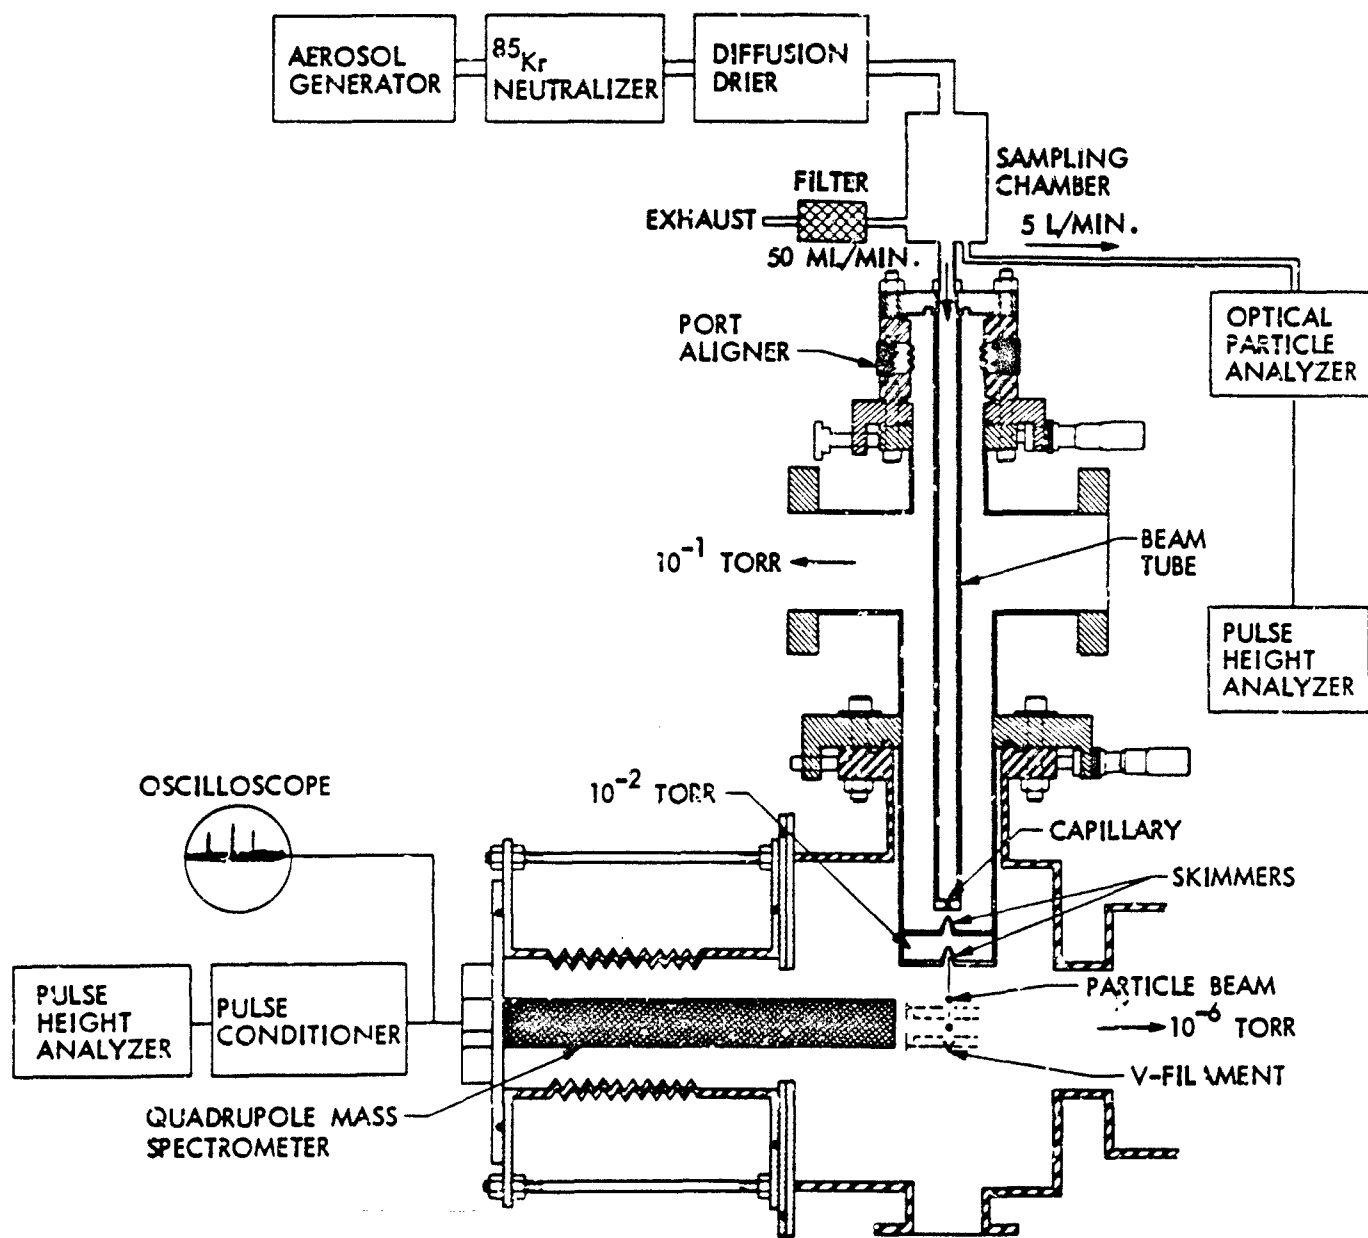 AEROSOL
GENERATOR
85Kr
NEUTRALIZER
DIFFUSION
DRIER
SAMPLING
CHAMBER
FILTER
EXHAUST
5 L/MIN.
50 ML/MIN.
PORT
ALIGNER
OPTICAL
PARTICLE
ANALYZER
10-1 TORR
BEAM
TUBE
PULSE
HEIGHT
ANALYZER
OSCILLOSCOPE
10-2 TORR
CAPILLARY
SKIMMERS
PULSE
HEIGHT
ANALYZER
PULSE
CONDITIONER
PARTICLE BEAM
10-6 TORR
V-FILAMENT
QUADRUPOLE MASS
SPECTROMETER